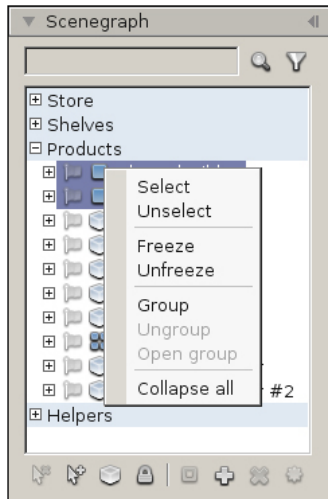 Scenegraph
Store
Shelves
Products
Select
Unselect
Freeze
Unfreeze
Group
Ungroup
Open group
Collapse all
#2
Helpers